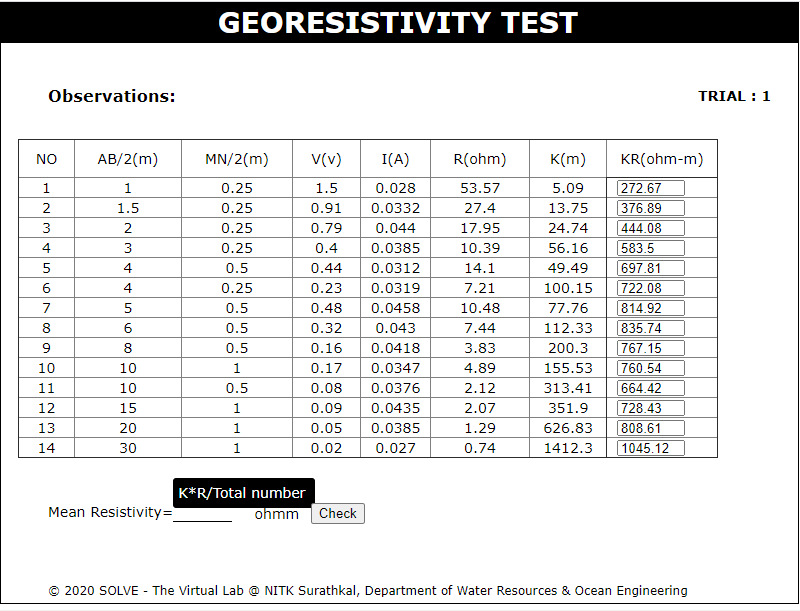 GEORESISTIVITY TEST
Observations: TRIAL : 1
NO AB/2(m) MN/2(m) V(v) I(A) R(ohm) K(m) KR(ohm-m)
1 1 0.25 1.5 0.028 53.57 5.09 272.67
2 1.5 0.25 0.91 0.0332 27.4 13.75 376.89
3 2 0.25 0.79 0.044 17.95 24.74 444.08
4 3 0.25 0.4 0.0385 10.39 56.16 583.5
5 4 0.5 0.44 0.0312 14.1 49.49 697.81
6 4 0.25 0.23 0.0319 7.21 100.15 722.08
7 5 0.5 0.48 0.0458 10.48 77.76 814.92
8 6 0.5 0.32 0.043 7.44 112.33 835.74
9 8 0.5 0.16 0.0418 3.83 200.3 767.15
10 10 1 0.17 0.0347 4.89 155.53 760.54
11 10 0.5 0.08 0.0376 2.12 313.41 664.42
12 15 1 0.09 0.0435 2.07 351.9 728.43
13 20 1 0.05 0.0385 1.29 626.83 808.61
14 30 1 0.02 0.027 0.74 1412.3 1045.12
K*R/Total number
Mean Resistivity= ohmm Check
© 2020 SOLVE - The Virtual Lab @ NITK Surathkal, Department of Water Resources & Ocean Engineering